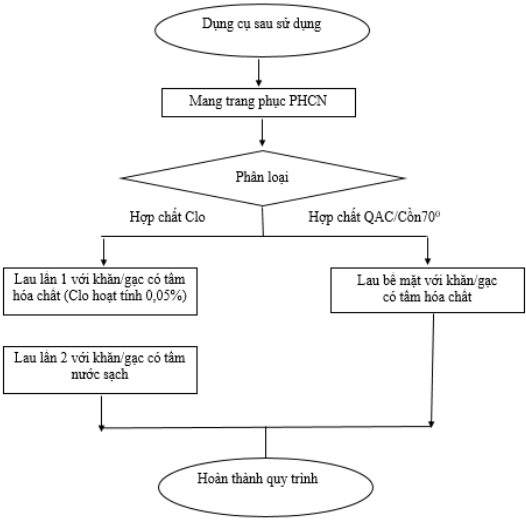 Dụng cụ sau sử dụng
Mang trang phục PHCN
Phân loại
Hợp chất Clo
Hợp chất QAC/Cồn70⁰
Lau lần 1 với khăn/gạc có tẩm
hóa chất (Clo hoạt tính 0,05%)
Lau bề mặt với khăn/gạc
có tẩm hóa chất
Lau lần 2 với khăn/gạc có tẩm
nước sạch
Hoàn thành quy trình